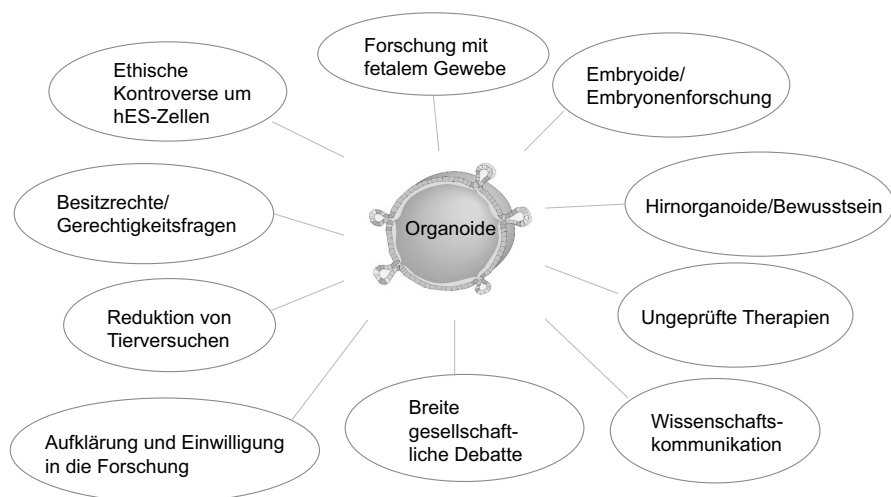 Forschung mit
fetalem Gewebe
Ethische
Kontroverse um
hES-Zellen
Embryoide/
Embryonenforschung
Besitzrechte/
Gerechtigkeitsfragen
Organoide
Hirnorganoide/Bewusstsein
Reduktion von
Tierversuchen
Ungeprüfte Therapien
Aufklärung und Einwilligung
in die Forschung
Breite
gesellschaft-
liche Debatte
Wissenschafts-
kommunikation